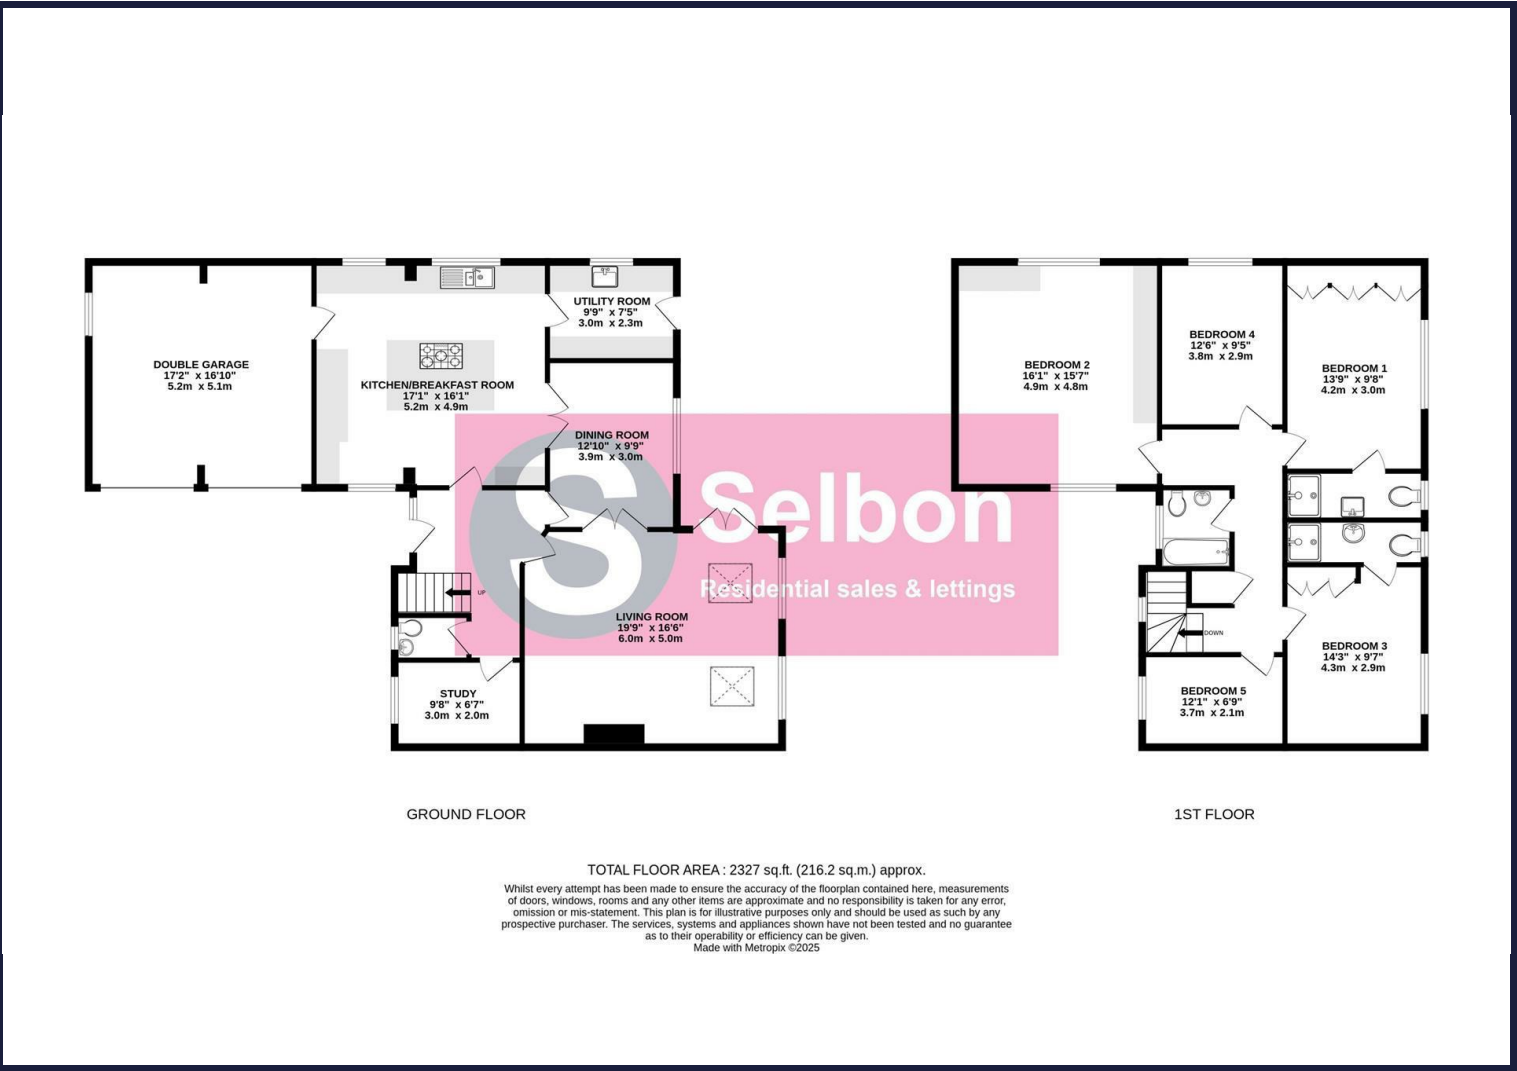 DOUBLE GARAGE
17'2" x 16'10"
5.2m x 5.1m
KITCHEN/BREAKFAST ROOM
17'1" x 16'1"
5.2m x 4.9m
UTILITY ROOM
9'9" x 7'5"
3.0m x 2.3m
DINING ROOM
12'10" x 9'9"
3.9m x 3.0m
UP
LIVING ROOM
19'9" x 16'6"
6.0m x 5.0m
STUDY
9'8" x 6'7"
3.0m x 2.0m
S
Selbon
Residential sales & lettings
BEDROOM 2
16'1" x 15'7"
4.9m x 4.8m
BEDROOM 4
12'6" x 9'5"
3.8m x 2.9m
BEDROOM 1
13'9" x 9'8"
4.2m x 3.0m
DOWN
BEDROOM 3
14'3" x 9'7"
4.3m x 2.9m
BEDROOM 5
12'1" x 6'9"
3.7m x 2.1m
GROUND FLOOR
1ST FLOOR
TOTAL FLOOR AREA : 2327 sq.ft. (216.2 sq.m.) approx.
Whilst every attempt has been made to ensure the accuracy of the floorplan contained here, measurements
of doors, windows, rooms and any other items are approximate and no responsibility is taken for any error,
omission or mis-statement. This plan is for illustrative purposes only and should be used as such by any
prospective purchaser. The services, systems and appliances shown have not been tested and no guarantee
as to their operability or efficiency can be given.
Made with Metropix ©2025